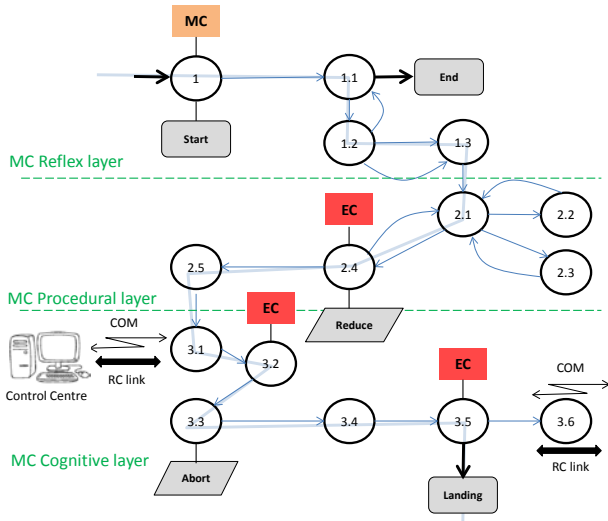 MC
1
1.1
End
Start
1.2
1.3
MC Reflex layer
EC
2.1
2.2
2.5
2.4
2.3
MC Procedural layer
Reduce
EC
COM
3.1
3.2
RC link
Control Centre
EC
COM
3.3
3.4
3.5
3.6
MC Cognitive layer
RC link
Abort
Landing